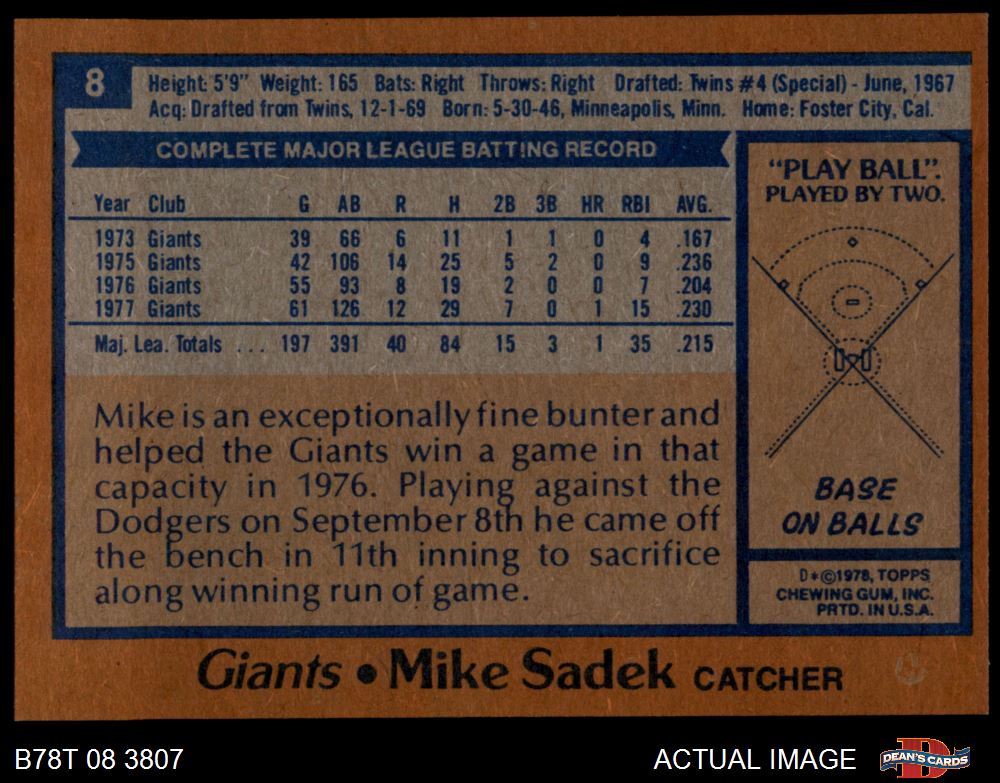 8
Height: 5'9" Weight: 165 Bats: Right Throws: Right Drafted: Twins #4 (Special) - June, 1967
Acq: Drafted from Twins, 12-1-69 Born: 5-30-46, Minneapolis, Minn. Home: Foster City, Cal.
COMPLETE MAJOR LEAGUE BATTING RECORD
Year Club G AB R H 2B 3B HR RBI AVG.
1973 Giants 39 66 6 11 1 1 0 4 .167
1975 Giants 42 106 14 25 5 2 0 9 .236
1976 Giants 55 93 8 19 2 0 0 7 .204
1977 Giants 61 126 12 29 7 0 1 15 .230
Maj. Lea. Totals ... 197 391 40 84 15 3 1 35 .215
Mike is an exceptionally fine bunter and
helped the Giants win a game in that
capacity in 1976. Playing against the
Dodgers on September 8th he came off
the bench in 11th inning to sacrifice
along winning run of game.
"PLAY BALL".
PLAYED BY TWO.
BASE
ON BALLS
D*©1978, TOPPS
CHEWING GUM, INC.
PRTD. IN U.S.A.
Giants • Mike Sadek CATCHER
B78T 08 3807
ACTUAL IMAGE
DEAN'S CARDS